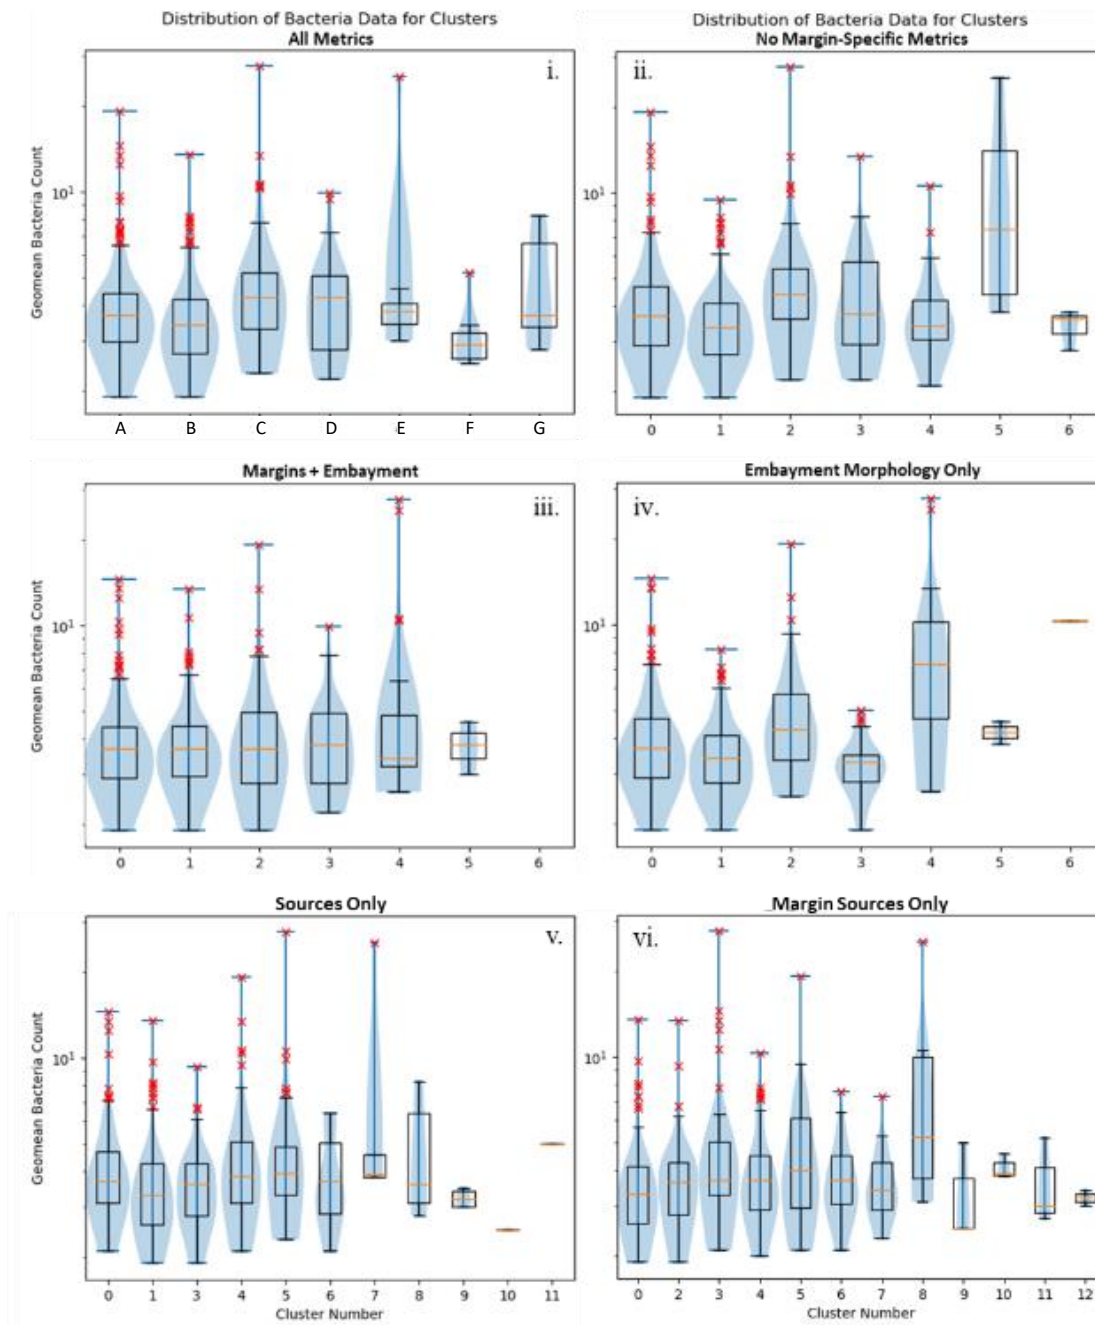 Distribution of Bacteria Data for Clusters
All Metrics
i.
Geomean Bacteria Count
10¹
A B C D E F G
Distribution of Bacteria Data for Clusters
No Margin-Specific Metrics
ii.
10¹
0 1 2 3 4 5 6
Margins + Embayment
iii.
Geomean Bacteria Count
10¹
0 1 2 3 4 5 6
Embayment Morphology Only
iv.
10¹
0 1 2 3 4 5 6
Sources Only
v.
Geomean Bacteria Count
10¹
0 1 3 4 5 6 7 8 9 10 11
Cluster Number
Margin Sources Only
vi.
10¹
0 2 3 4 5 6 7 8 9 10 11 12
Cluster Number